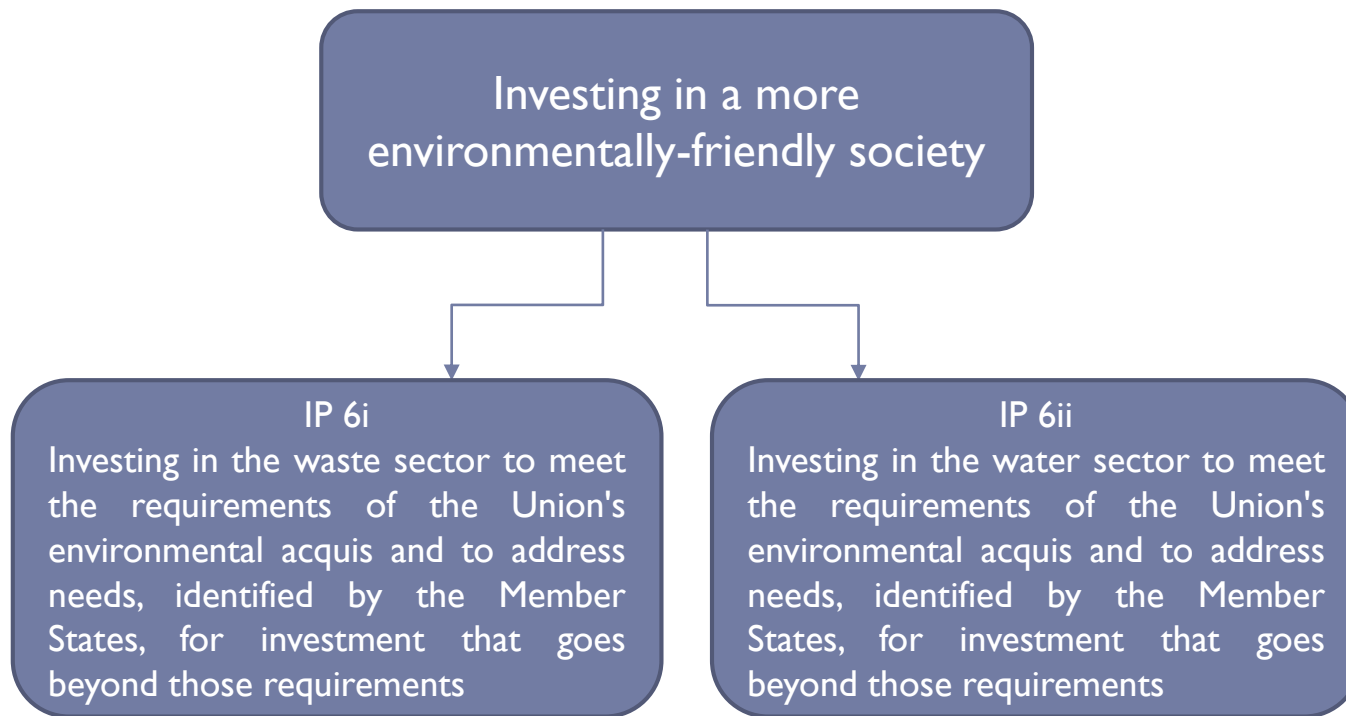 Investing in a more
environmentally-friendly society
IP 6i
Investing in the waste sector to meet
the requirements of the Union's
environmental acquis and to address
needs, identified by the Member
States, for investment that goes
beyond those requirements
IP 6ii
Investing in the water sector to meet
the requirements of the Union's
environmental acquis and to address
needs, identified by the Member
States, for investment that goes
beyond those requirements